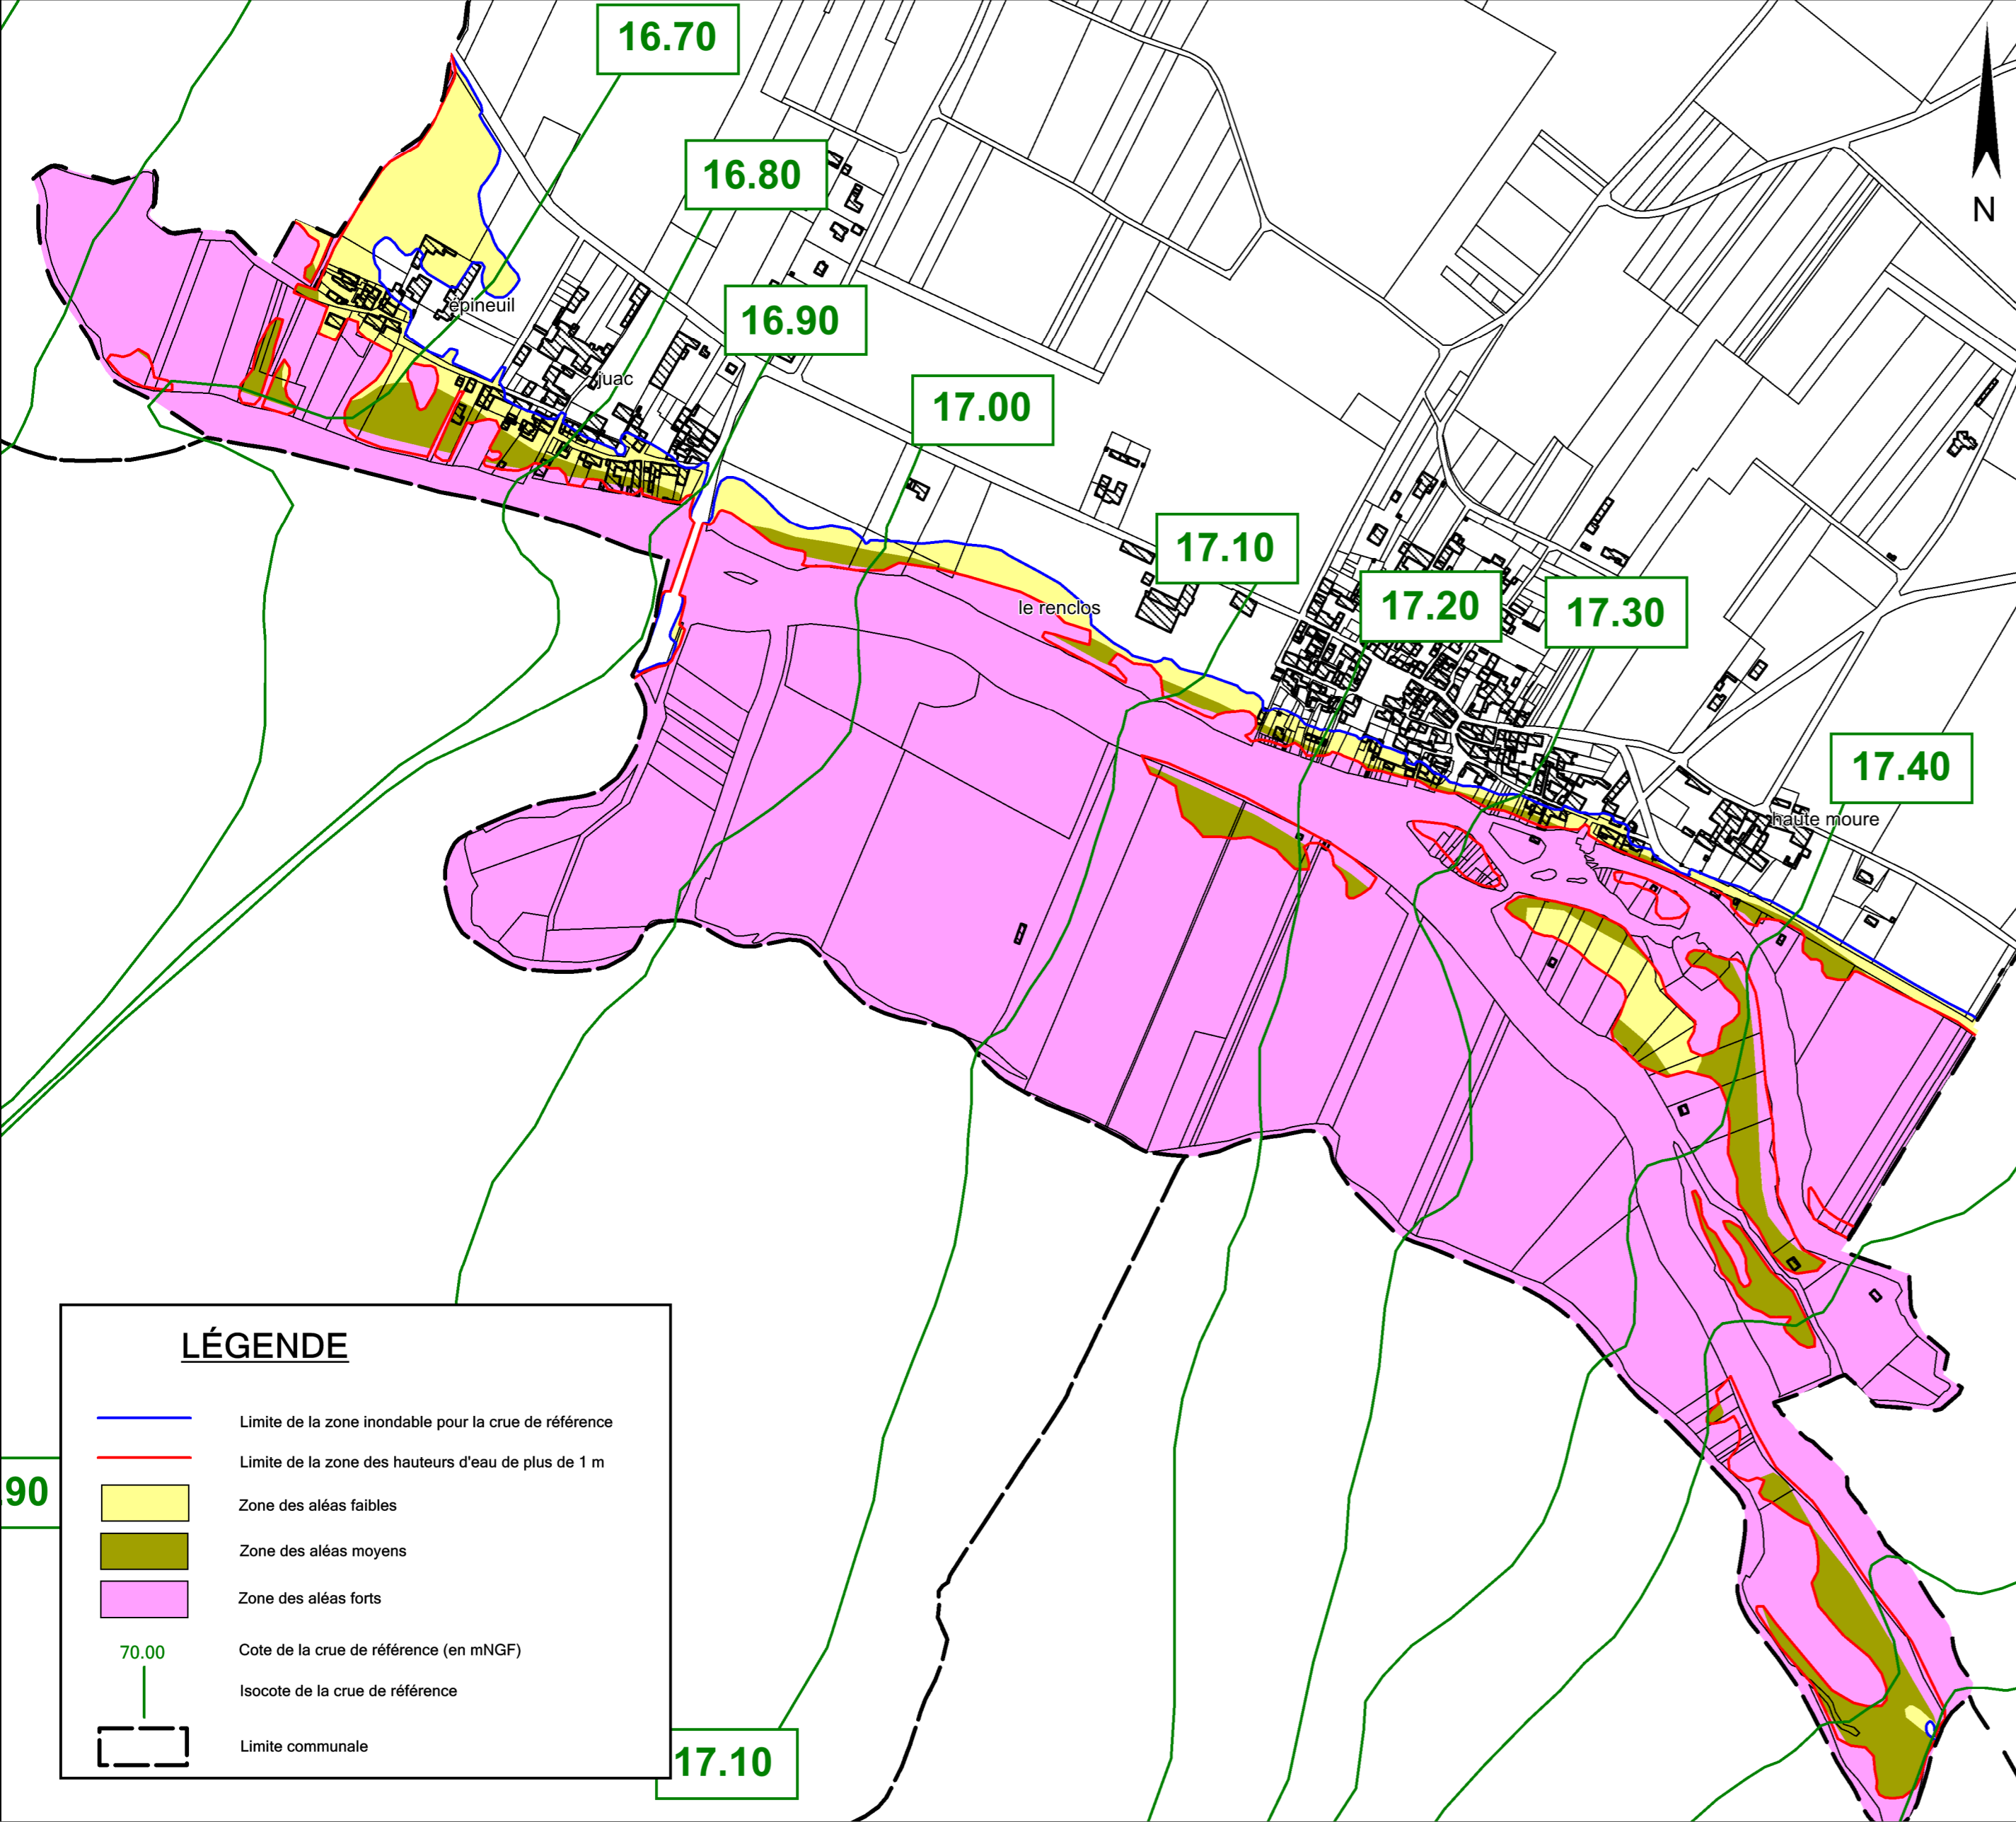 16.70
16.80
N
16.90
épineuil
juac
17.00
17.10
le renclos
17.20
17.30
17.40
haute moure
LÉGENDE
Limite de la zone inondable pour la crue de référence
Limite de la zone des hauteurs d'eau de plus de 1 m
90
Zone des aléas faibles
Zone des aléas moyens
Zone des aléas forts
70.00
Cote de la crue de référence (en mNGF)
Isocote de la crue de référence
Limite communale
17.10